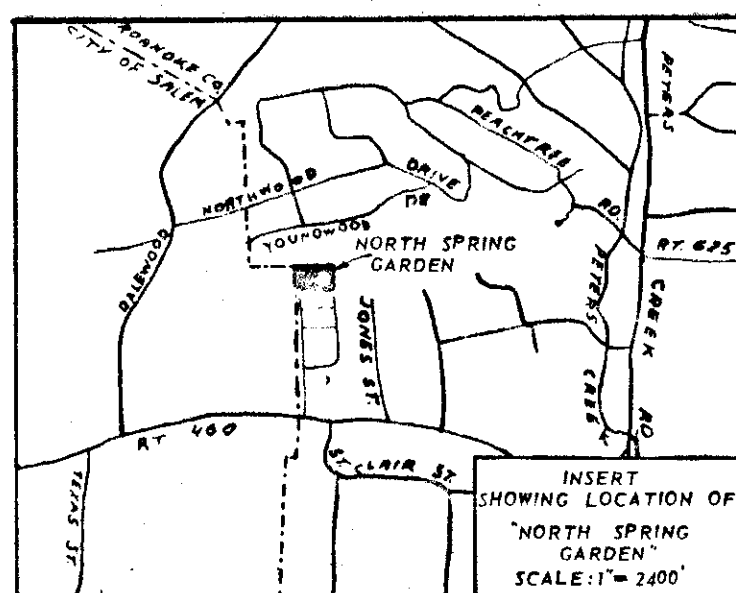 ROANOKE CO.
CITY OF SALEM
PETERS
PEACHTREE
RD
NORTHWOOD
DRIVE
DR
YOUNGWOOD
DALEWOOD
NORTH SPRING
GARDEN
RT. 625
PETERS
CREEK
CREEK
RO
JONES ST.
RT 460
ST. CLAIR ST.
TEXAS ST.
INSERT
SHOWING LOCATION OF
"NORTH SPRING
GARDEN"
SCALE: 1"= 2400'